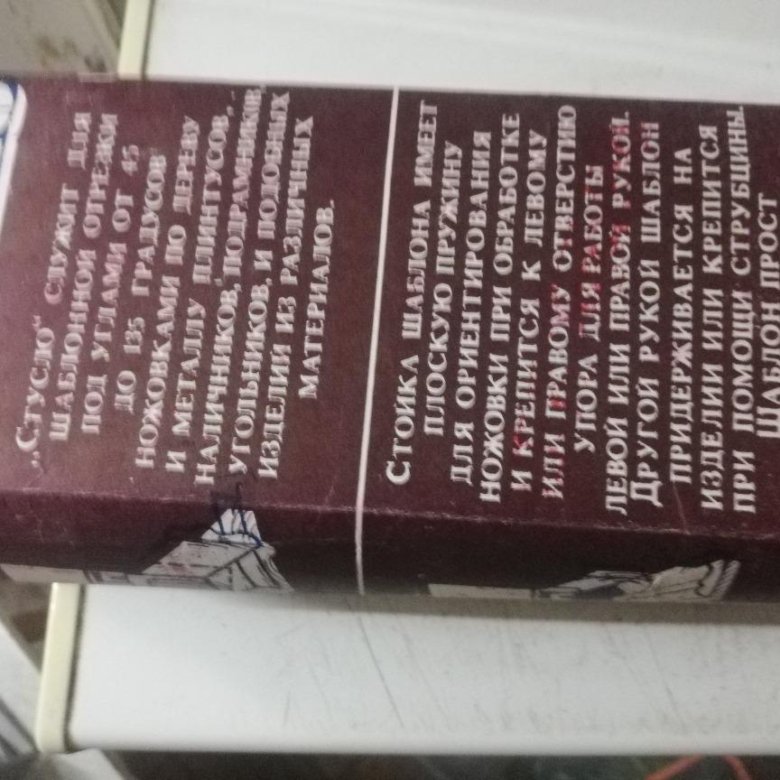 „Стусло“ служит для
шаблонной отрезки
под углами от 45
до 135 градусов
ножовками по дереву
и металлу плинтусов,
наличников, подрамников,
угольников, и подобных
изделий из различных
материалов.
Стойка шаблона имеет
плоскую пружину
для ориентирования
ножовки при обработке
и крепится к левому
или правому отверстию
упора для работы
левой или правой рукой.
Другой рукой шаблон
придерживается на
изделии или крепится
при помощи струбцины.
Шаблон прост